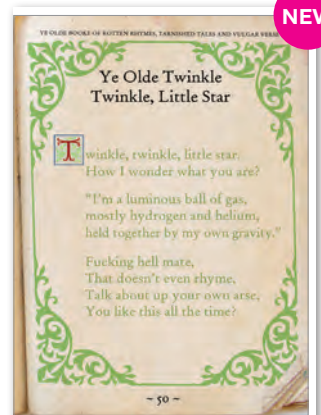 NEW
YE OLDE BOOKE OF ROTTEN RHYMES, TARNISHED TALES AND VULGAR VERSE
Ye Olde Twinkle
Twinkle, Little Star
Twinkle, twinkle, little star.
How I wonder what you are?
"I'm a luminous ball of gas,
mostly hydrogen and helium,
held together by my own gravity."
Fucking hell mate,
That doesn't even rhyme,
Talk about up your own arse,
You like this all the time?
~ 50 ~